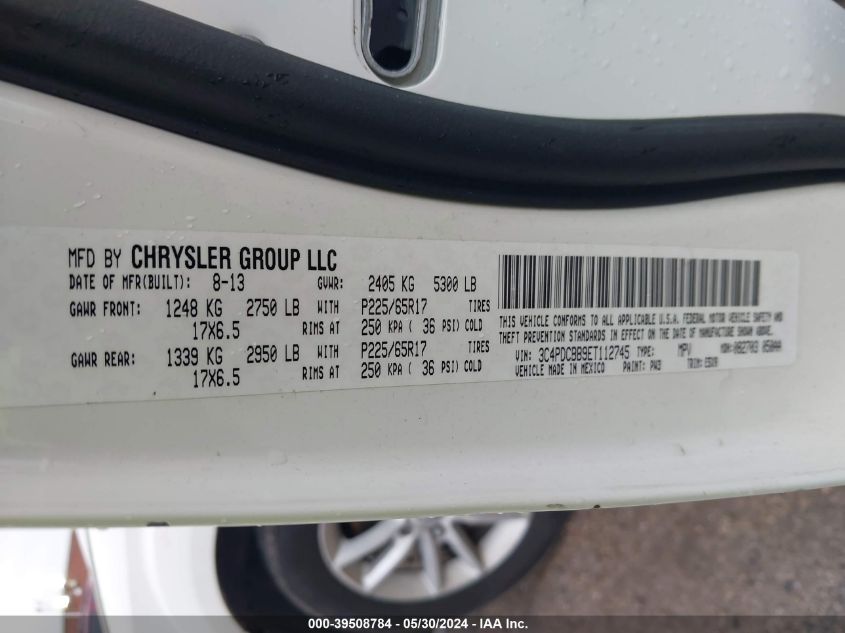 MFD BY CHRYSLER GROUP LLC
DATE OF MFR(BUILT): 8-13 GVWR: 2405 KG 5300 LB
GAWR FRONT: 1248 KG 2750 LB WITH P225/65R17 TIRES
17X6.5 RIMS AT 250 KPA ( 36 PSI) COLD
GAWR REAR: 1339 KG 2950 LB WITH P225/65R17 TIRES
17X6.5 RIMS AT 250 KPA ( 36 PSI) COLD
THIS VEHICLE CONFORMS TO ALL APPLICABLE U.S.A. FEDERAL MOTOR VEHICLE SAFETY AND
THEFT PREVENTION STANDARDS IN EFFECT ON THE DATE OF MANUFACTURE SHOWN ABOVE.
VIN: 3C4PDCBB9ET112745 TYPE: MPV MDH: 082703 050AA
VEHICLE MADE IN MEXICO PAINT: PW3 TRIM:
000-39508784 - 05/30/2024 - IAA Inc.